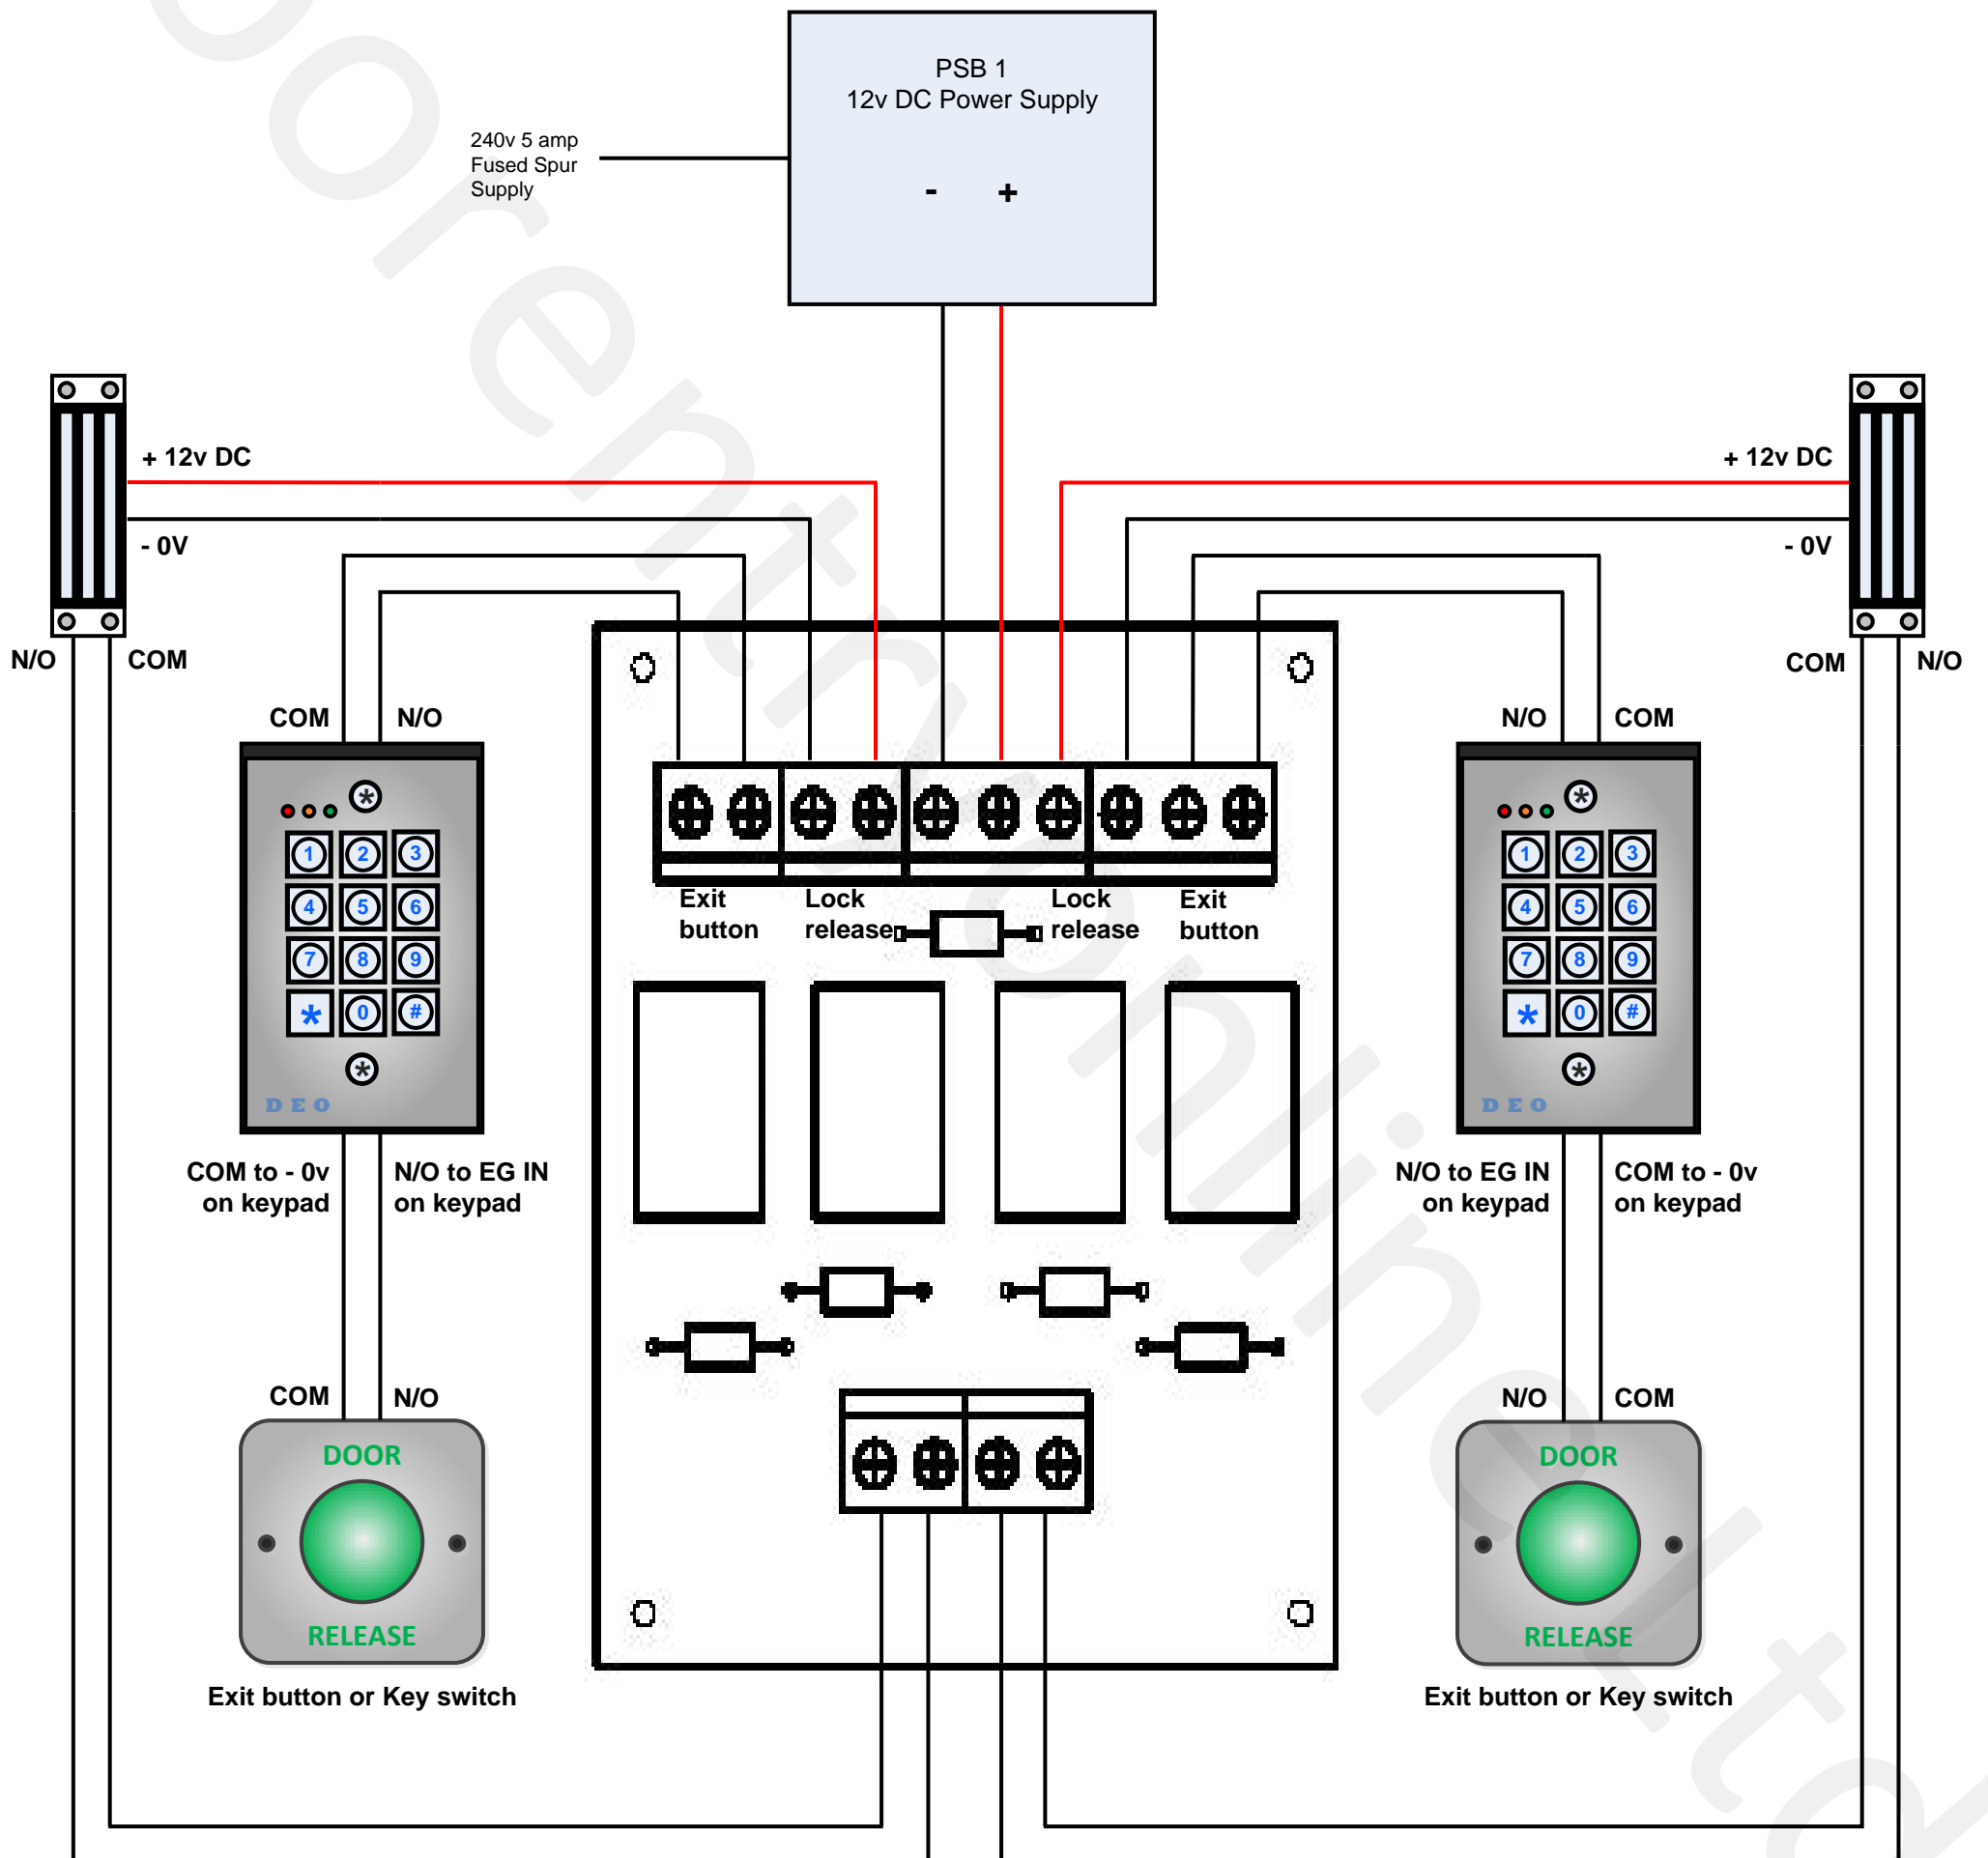 PSB 1
12v DC Power Supply
240v 5 amp
Fused Spur
Supply
- +
+ 12v DC
+ 12v DC
- 0V
- 0V
N/O COM
COM N/O
COM N/O
N/O COM
1 2 3
4 5 6
7 8 9
* 0 #
DEO
1 2 3
4 5 6
7 8 9
* 0 #
DEO
Exit
button
Lock
release
Lock
release
Exit
button
COM to - 0v
on keypad
N/O to EG IN
on keypad
N/O to EG IN
on keypad
COM to - 0v
on keypad
COM N/O
N/O COM
DOOR
RELEASE
DOOR
RELEASE
Exit button or Key switch
Exit button or Key switch